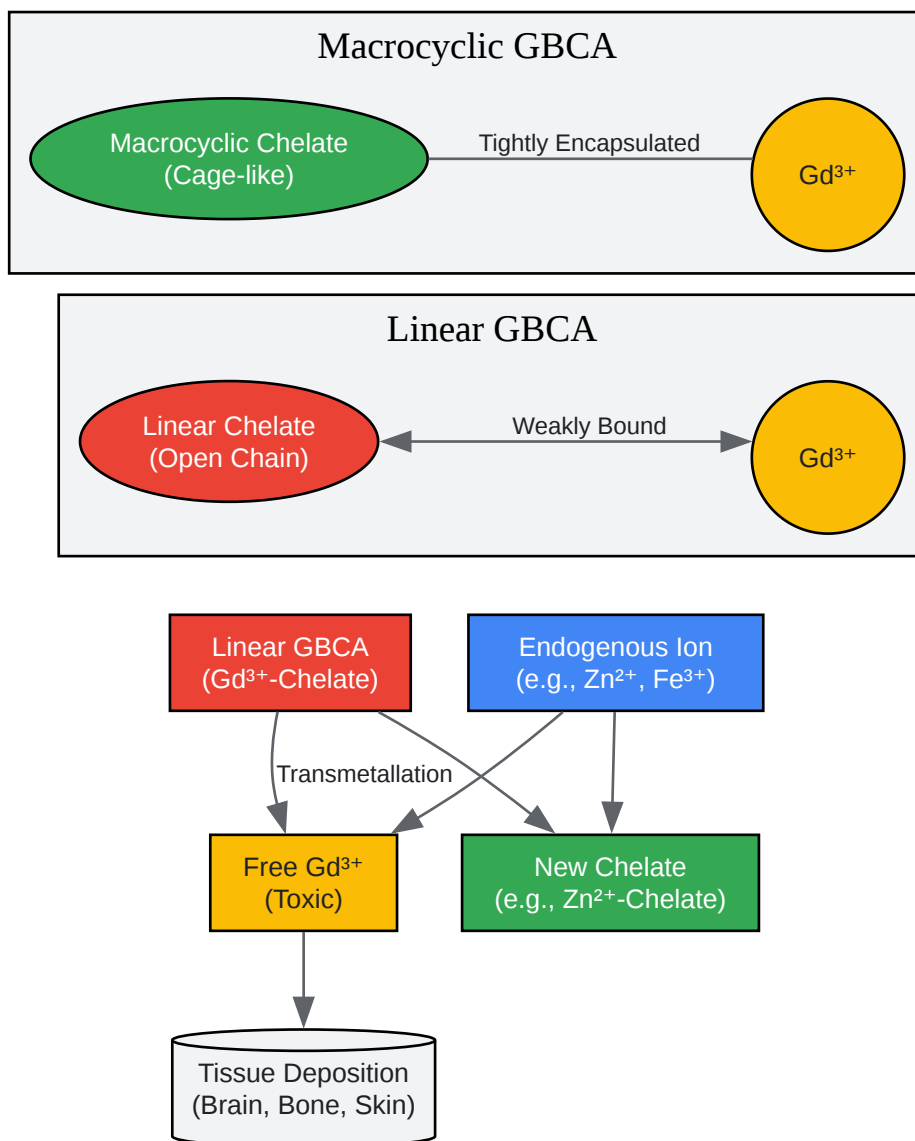 Macrocyclic GBCA
Macrocyclic Chelate
(Cage-like)
Tightly Encapsulated
Gd³⁺
Linear GBCA
Linear Chelate
(Open Chain)
Weakly Bound
Gd³⁺
Linear GBCA
(Gd³⁺-Chelate)
Endogenous Ion
(e.g., Zn²⁺, Fe³⁺)
Transmetallation
Free Gd³⁺
(Toxic)
New Chelate
(e.g., Zn²⁺-Chelate)
Tissue Deposition
(Brain, Bone, Skin)